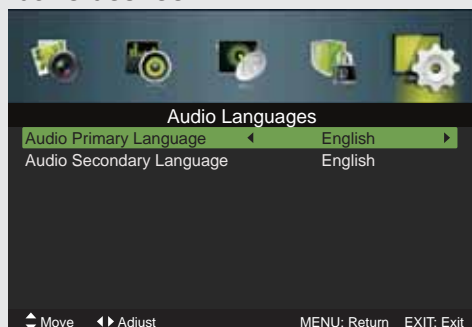 Audio Languages
Audio Primary Language English
Audio Secondary Language English
Move Adjust MENU: Return EXIT: Exit